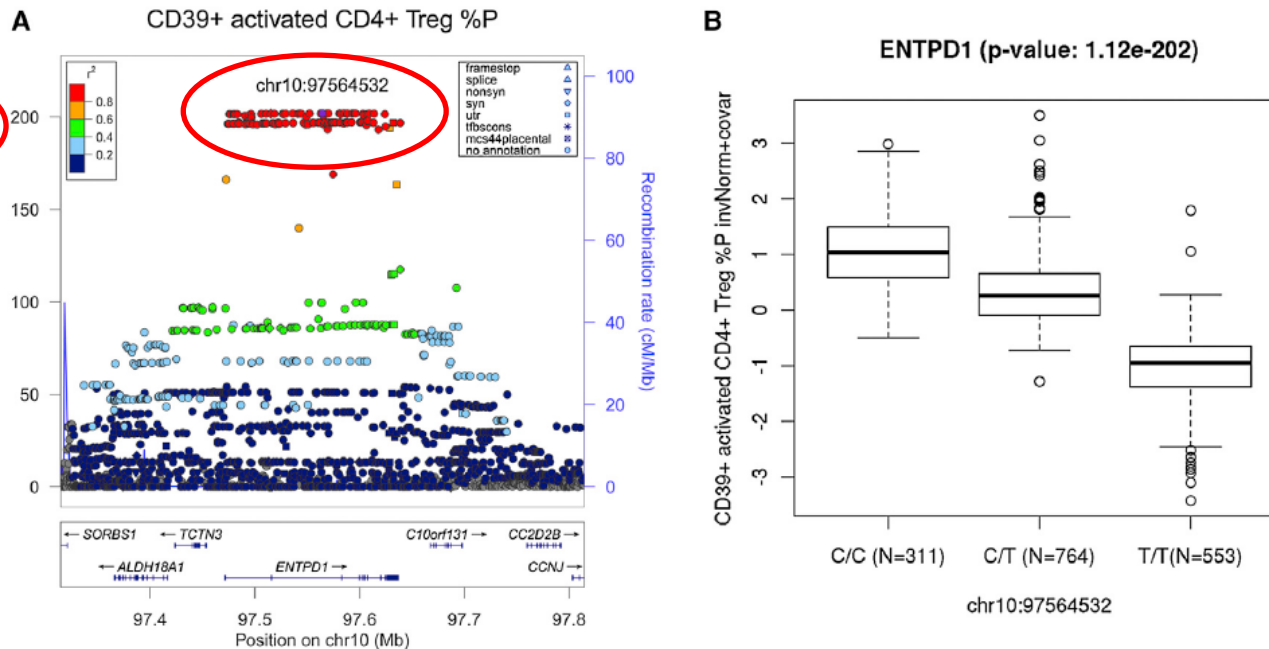 A
CD39+ activated CD4+ Treg %P
r²
0.8
0.6
0.4
0.2
chr10:97564532
framestop
splice
nonsyn
syn
utr
tfbscons
mcs44placental
no annotation
200
150
100
50
0
100
80
60
40
20
0
Recombination rate (cM/Mb)
SORBS1
TCTN3
C10orf131
CC2D2B
ALDH18A1
ENTPD1
CCNJ
97.4
97.5
97.6
97.7
97.8
Position on chr10 (Mb)
B
ENTPD1 (p-value: 1.12e-202)
CD39+ activated CD4+ Treg %P invNorm+covar
3
2
1
0
-1
-2
-3
C/C (N=311)
C/T (N=764)
T/T(N=553)
chr10:97564532